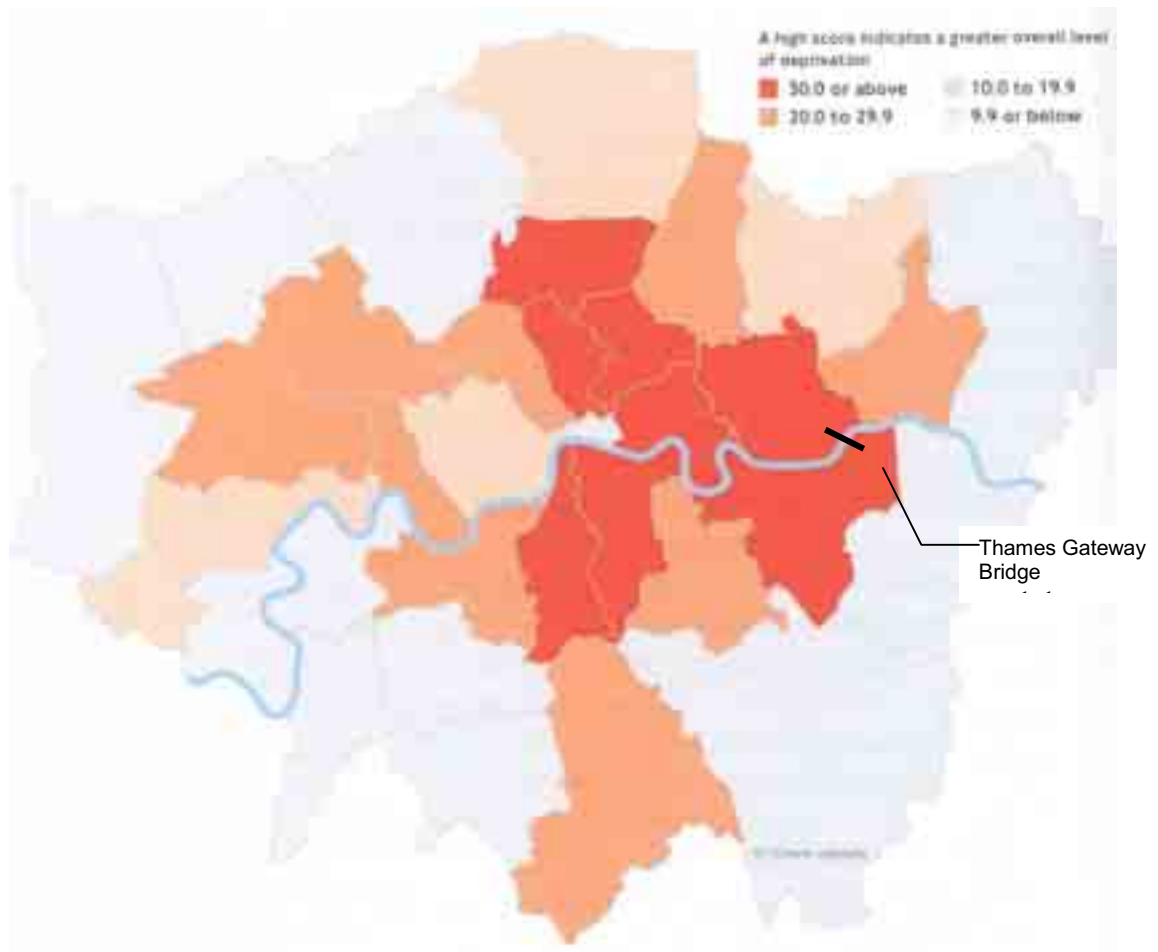 A high score indicates a greater overall level
of deprivation
30.0 or above
20.0 to 29.9
10.0 to 19.9
9.9 or below
Thames Gateway
Bridge